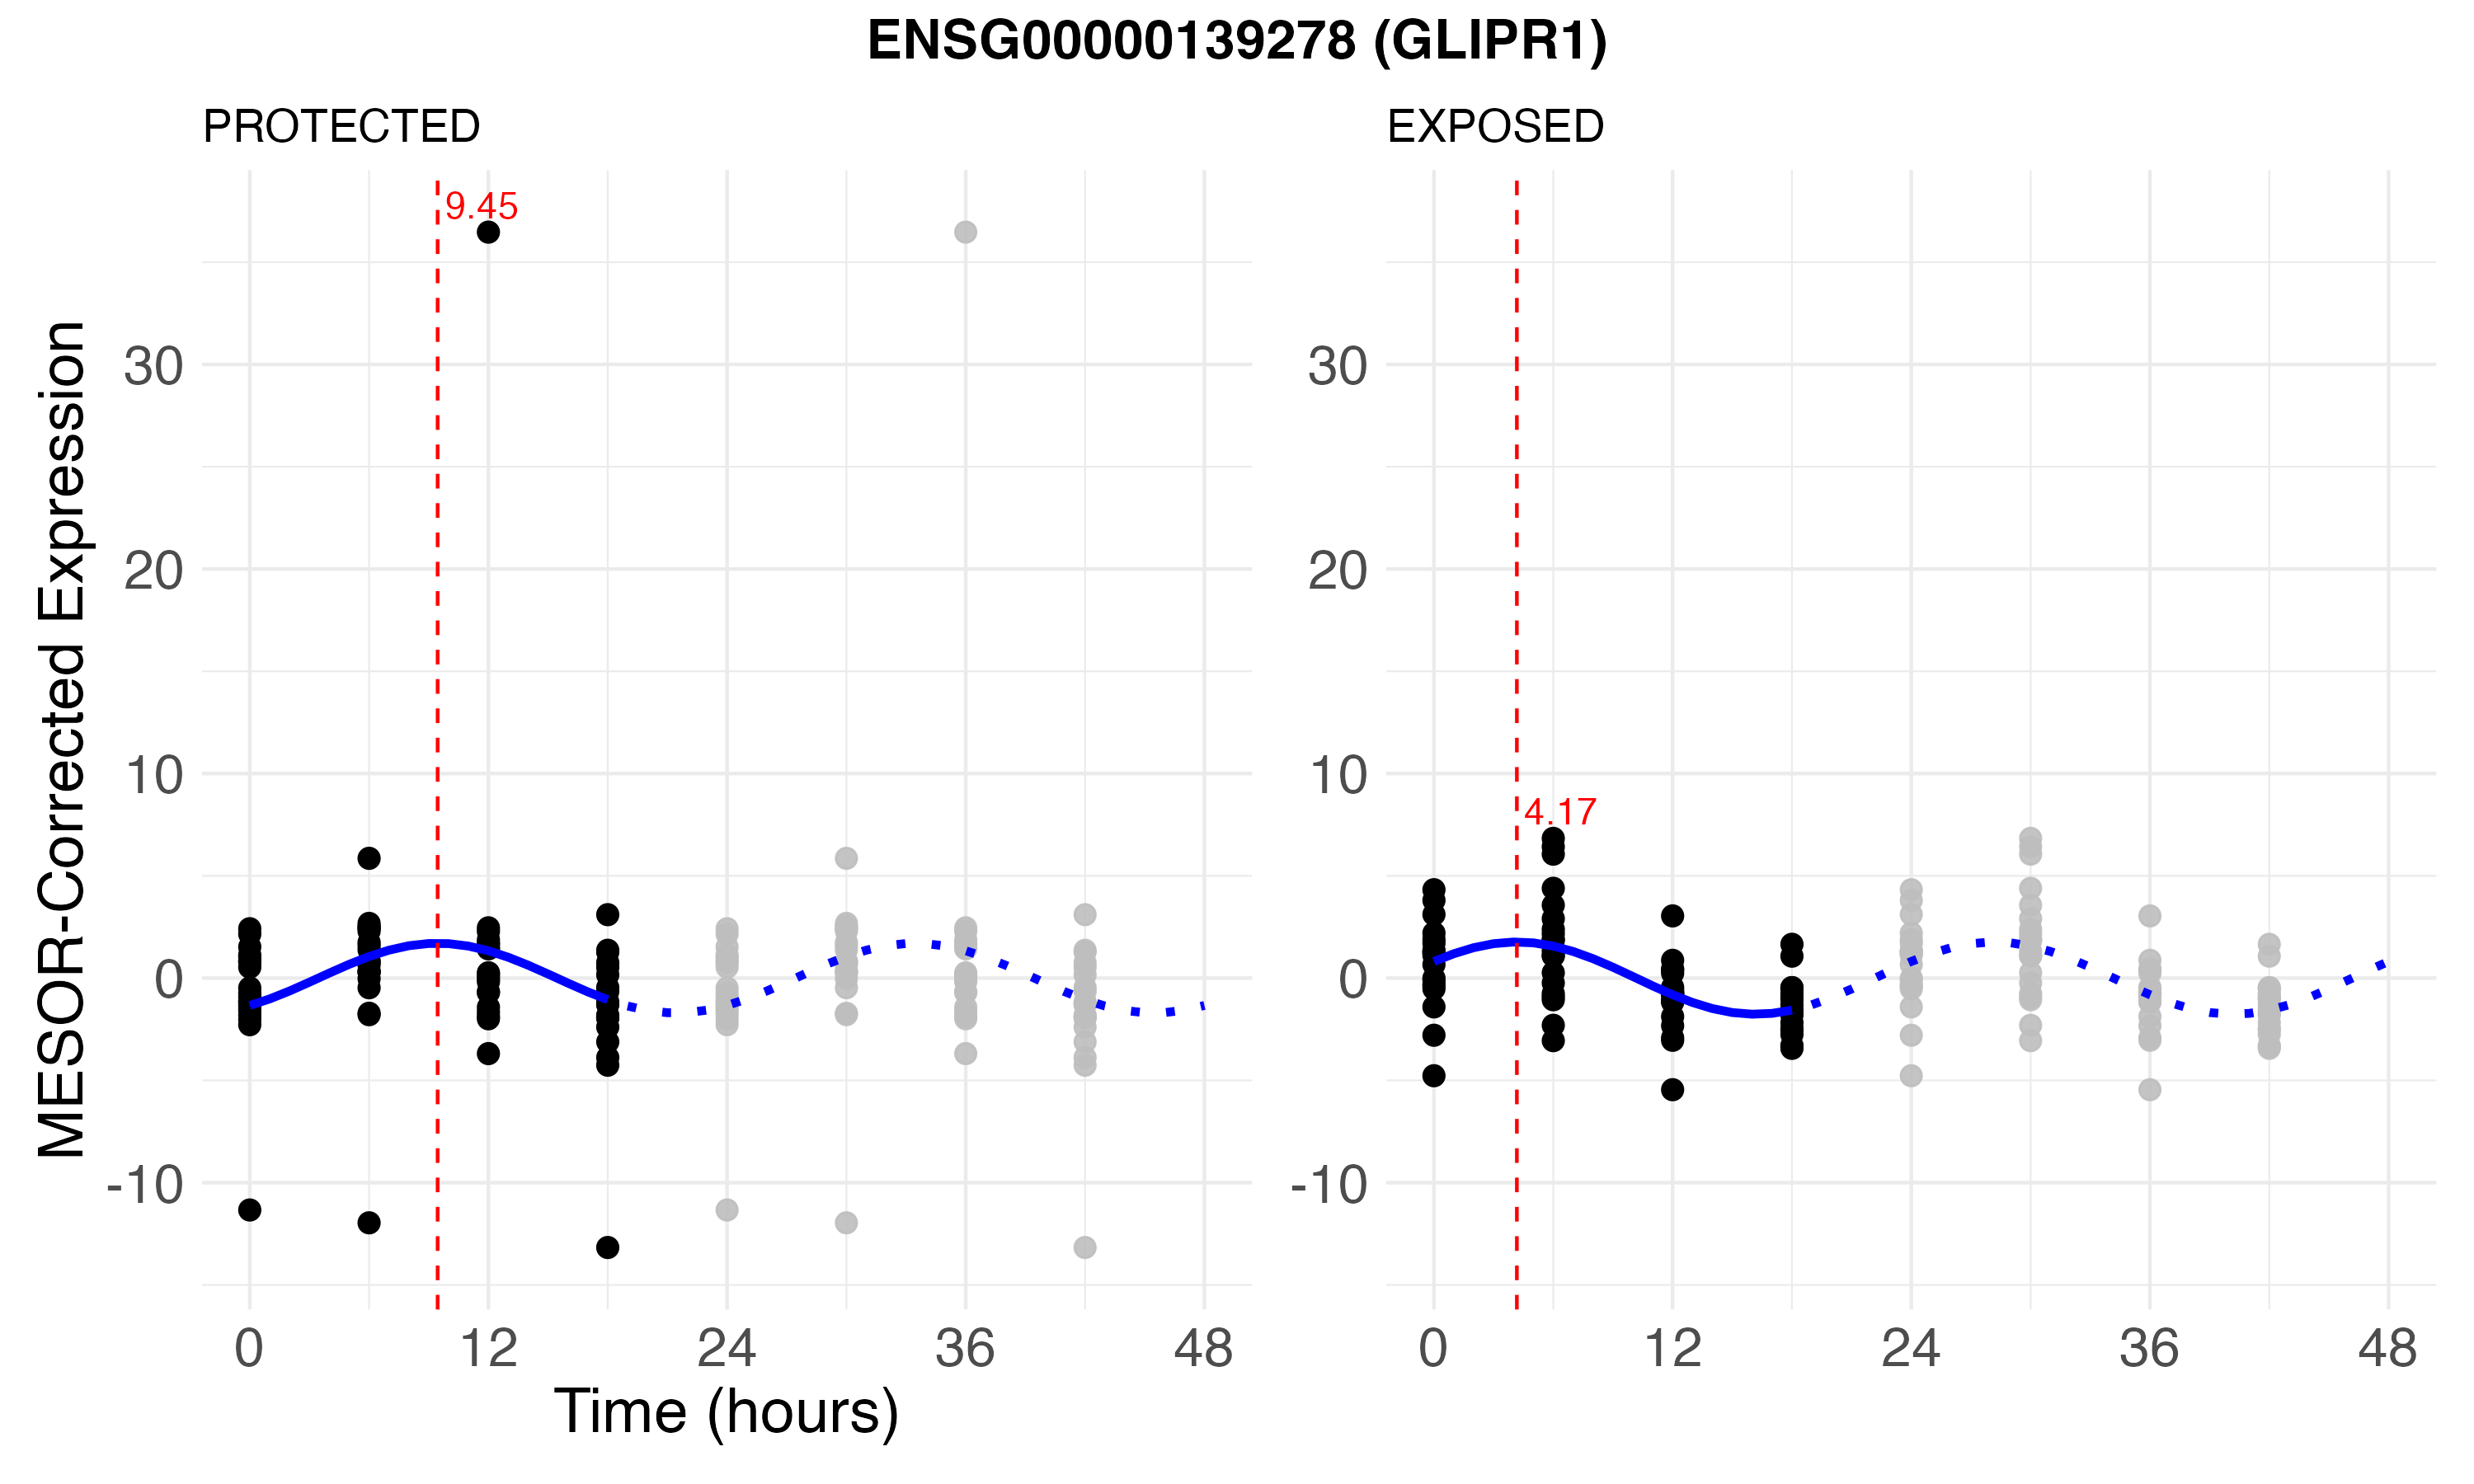 ENSG00000139278 (GLIPR1)
PROTECTED
EXPOSED
MESOR-Corrected Expression
9.45
30
20
10
0
-10
0 12 24 36 48
Time (hours)
4.17
30
20
10
0
-10
0 12 24 36 48